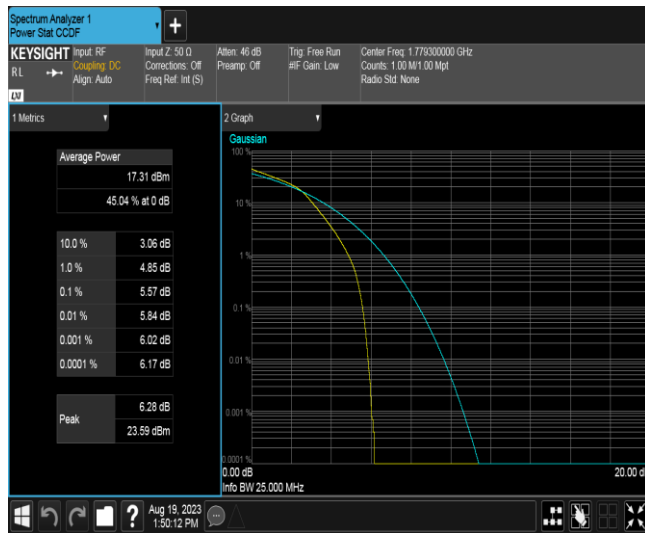 Spectrum Analyzer 1
Power Stat CCDF
+
KEYSIGHT
R L
LXI
Input: RF
Coupling: DC
Align: Auto
Input Z: 50 Ω
Corrections: Off
Freq Ref: Int (S)
Atten: 46 dB
Preamp: Off
Trig: Free Run
#IF Gain: Low
Center Freq: 1.779300000 GHz
Counts: 1.00 M/1.00 Mpt
Radio Std: None
1 Metrics
Average Power
17.31 dBm
45.04 % at 0 dB
10.0 % 3.06 dB
1.0 % 4.85 dB
0.1 % 5.57 dB
0.01 % 5.84 dB
0.001 % 6.02 dB
0.0001 % 6.17 dB
Peak
6.28 dB
23.59 dBm
2 Graph
Gaussian
100 %
10 %
1 %
0.1 %
0.01 %
0.001 %
0.0001 %
0.00 dB
20.00 d
Info BW 25.000 MHz
?
Aug 19, 2023
1:50:12 PM